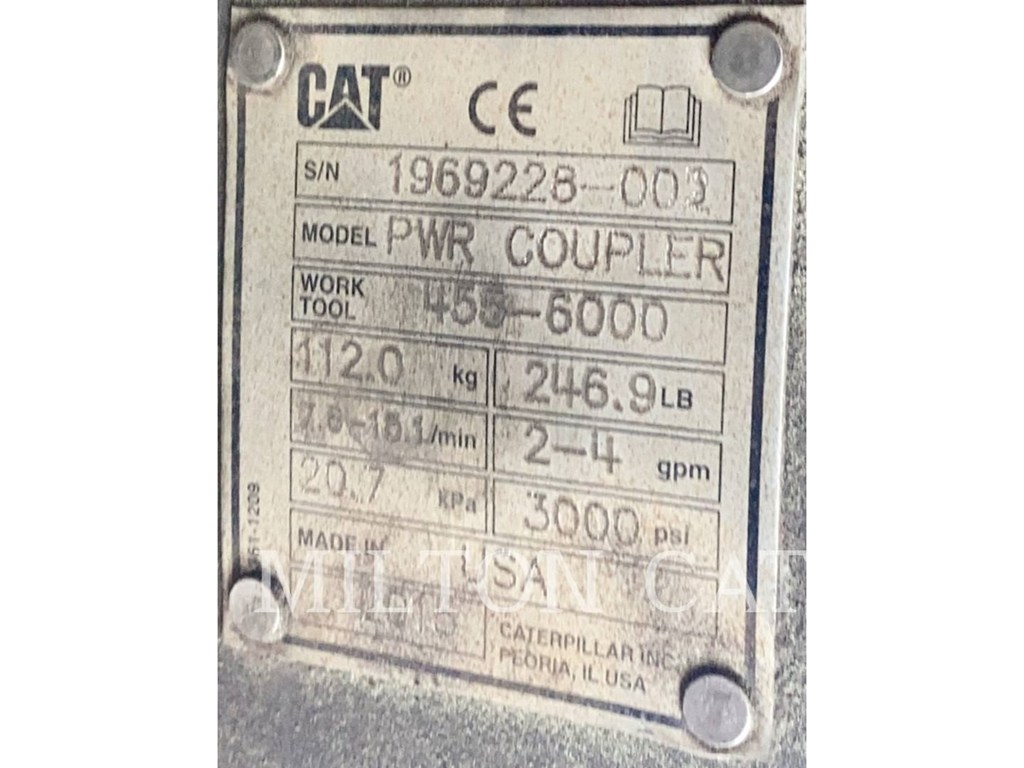 CAT®
CE
S/N 1969228-001
MODEL PWR COUPLER
WORK TOOL 455-6000
112.0 kg 246.9 LB
7.6-15.1/min 2-4 gpm
20.7 kPa 3000 psi
MADE IN USA
CATERPILLAR INC.
PEORIA, IL USA
MILTON CAT